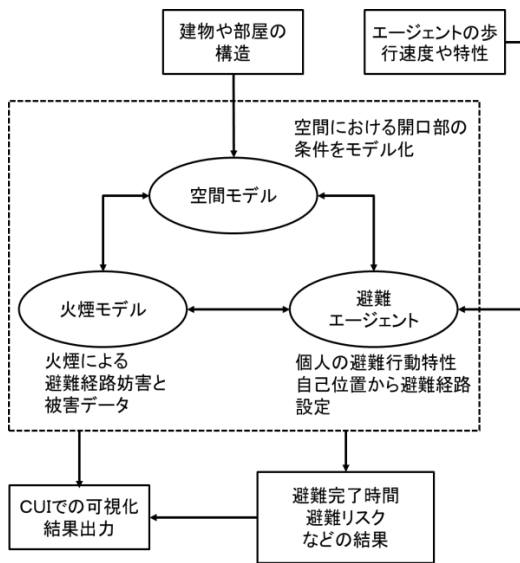 建物や部屋の
構造
エージェントの歩
行速度や特性
空間における開口部の
条件をモデル化
空間モデル
火煙モデル
避難
エージェント
火煙による
避難経路妨害と
被害データ
個人の避難行動特性
自己位置から避難経路
設定
CUIでの可視化
結果出力
避難完了時間
避難リスク
などの結果